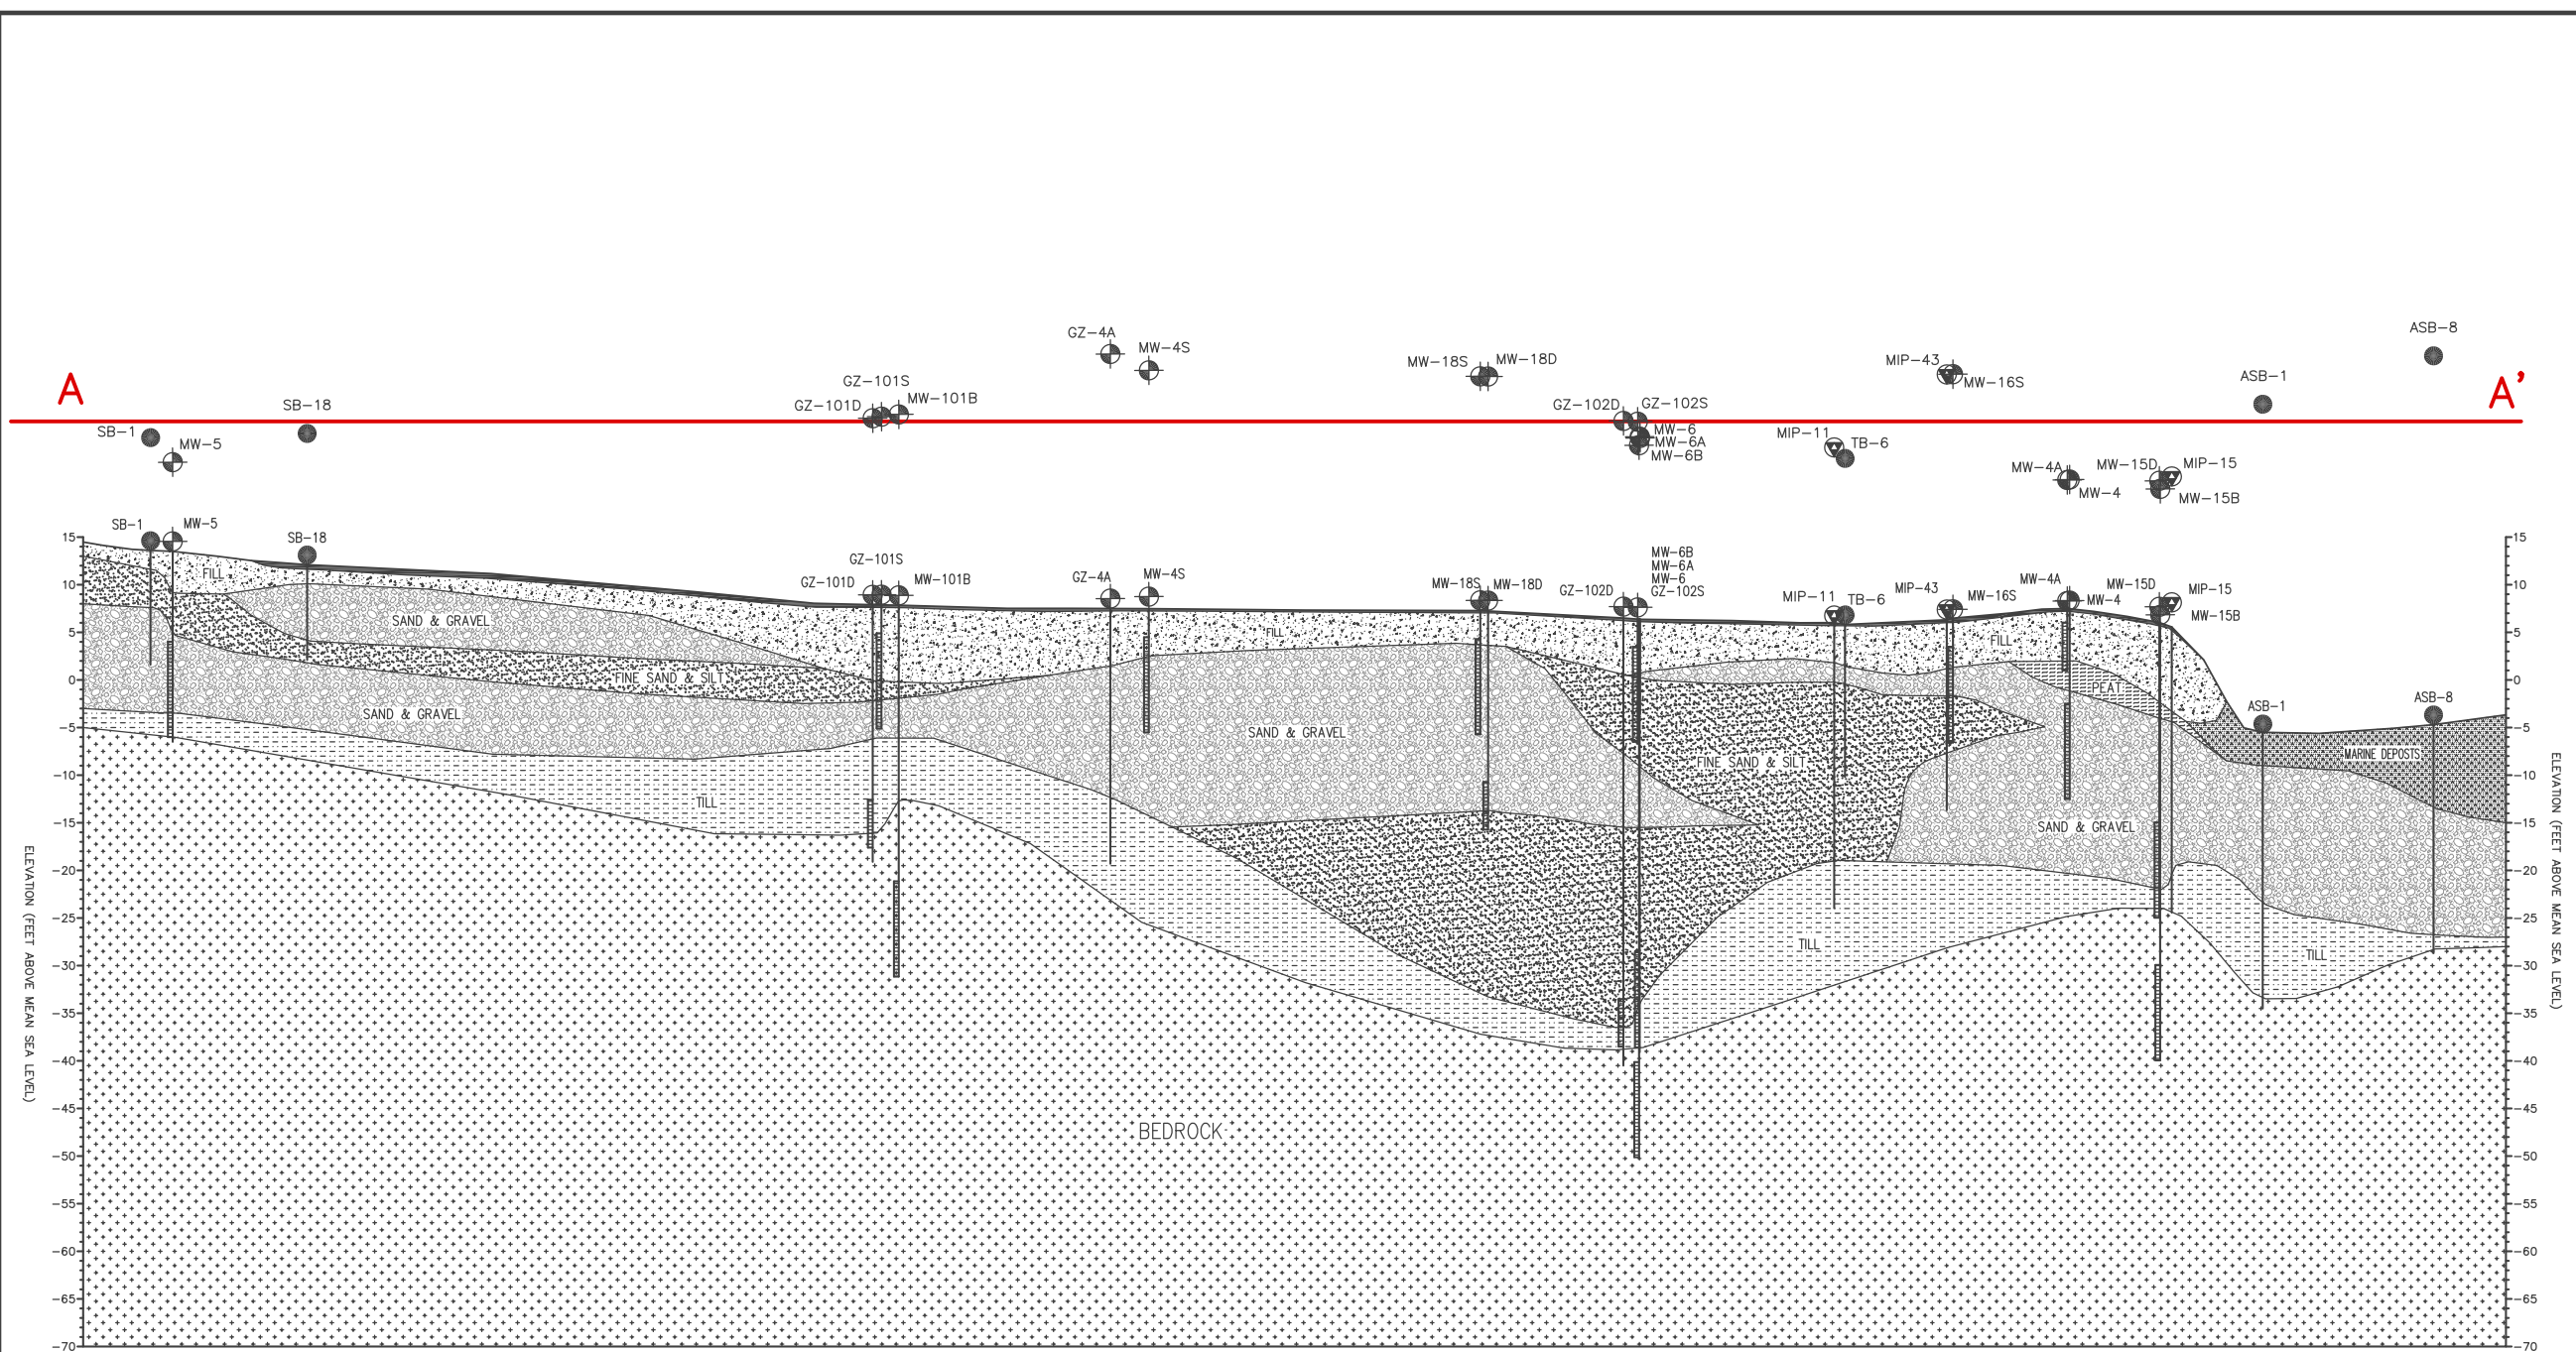 GZ-4A
MW-4S
ASB-8
MW-18S
MW-18D
MIP-43
MW-16S
ASB-1
A
A'
GZ-101S
MW-101B
SB-18
GZ-101D
GZ-102D
GZ-102S
SB-1
MW-5
MW-6
MW-6A
MW-6B
MIP-11
TB-6
MW-4A
MW-4
MW-15D
MIP-15
MW-15B
SB-1
MW-5
SB-18
GZ-101S
GZ-101D
MW-101B
GZ-4A
MW-4S
MW-18S
MW-18D
GZ-102D
MW-6B
MW-6A
MW-6
GZ-102S
MIP-11
TB-6
MIP-43
MW-16S
MW-4A
MW-4
MW-15D
MIP-15
MW-15B
ASB-1
ASB-8
FILL
SAND & GRAVEL
FINE SAND & SILT
SAND & GRAVEL
TILL
FILL
SAND & GRAVEL
FINE SAND & SILT
FILL
PEAT
SAND & GRAVEL
MARINE DEPOSTS
TILL
TILL
BEDROCK
15
10
5
0
-5
-10
-15
-20
-25
-30
-35
-40
-45
-50
-55
-60
-65
-70
ELEVATION (FEET ABOVE MEAN SEA LEVEL)
15
10
5
0
-5
-10
-15
-20
-25
-30
-35
-40
-45
-50
-55
-60
-65
-70
ELEVATION (FEET ABOVE MEAN SEA LEVEL)